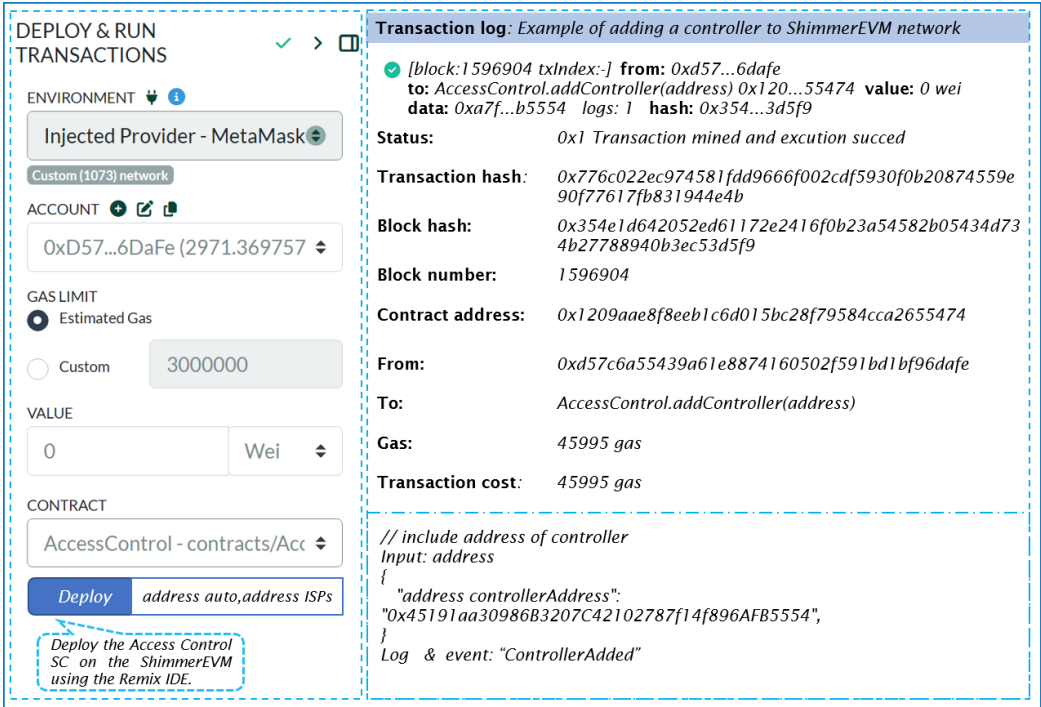 DEPLOY & RUN
TRANSACTIONS
ENVIRONMENT
Injected Provider - MetaMask
Custom (1073) network
ACCOUNT
0xD57...6DaFe (2971.369757
GAS LIMIT
Estimated Gas
Custom
3000000
VALUE
0
Wei
CONTRACT
AccessControl - contracts/Acc
Deploy
address auto,address ISPs
Deploy the Access Control
SC on the ShimmerEVM
using the Remix IDE.
Transaction log: Example of adding a controller to ShimmerEVM network
[block:1596904 txIndex:-] from: 0xd57...6dafe
to: AccessControl.addController(address) 0x120...55474 value: 0 wei
data: 0xa7f...b5554 logs: 1 hash: 0x354...3d5f9
Status: 0x1 Transaction mined and excution succed
Transaction hash: 0x776c022ec974581fdd9666f002cdf5930f0b20874559e
90f77617fb831944e4b
Block hash: 0x354e1d642052ed61172e2416f0b23a54582b05434d73
4b27788940b3ec53d5f9
Block number: 1596904
Contract address: 0x1209aae8f8eeb1c6d015bc28f79584cca2655474
From: 0xd57c6a55439a61e8874160502f591bd1bf96dafe
To: AccessControl.addController(address)
Gas: 45995 gas
Transaction cost: 45995 gas
// include address of controller
Input: address
{
"address controllerAddress":
"0x45191aa30986B3207C42102787f14f896AFB5554",
}
Log & event: “ControllerAdded”